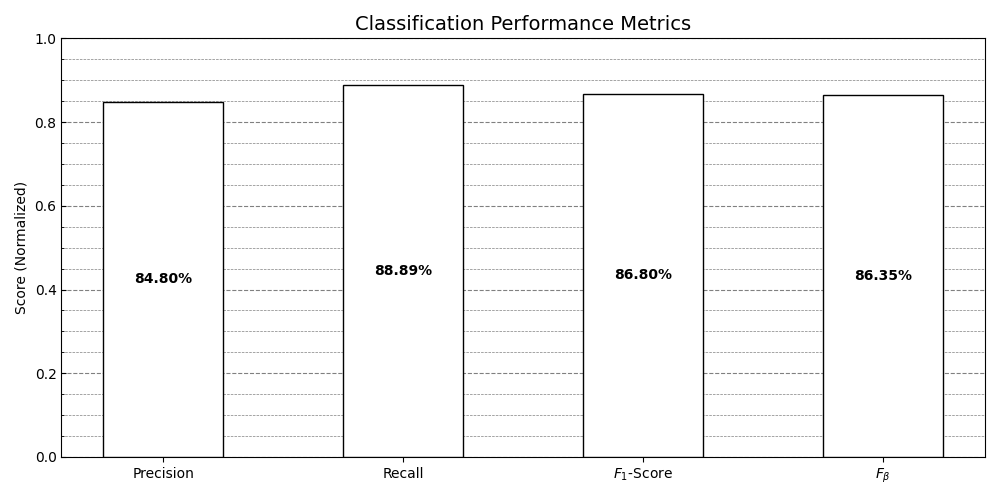 Classification Performance Metrics
Score (Normalized)
1.0
0.8
0.6
0.4
0.2
0.0
84.80%
88.89%
86.80%
86.35%
Precision
Recall
F₁-Score
Fᵦ